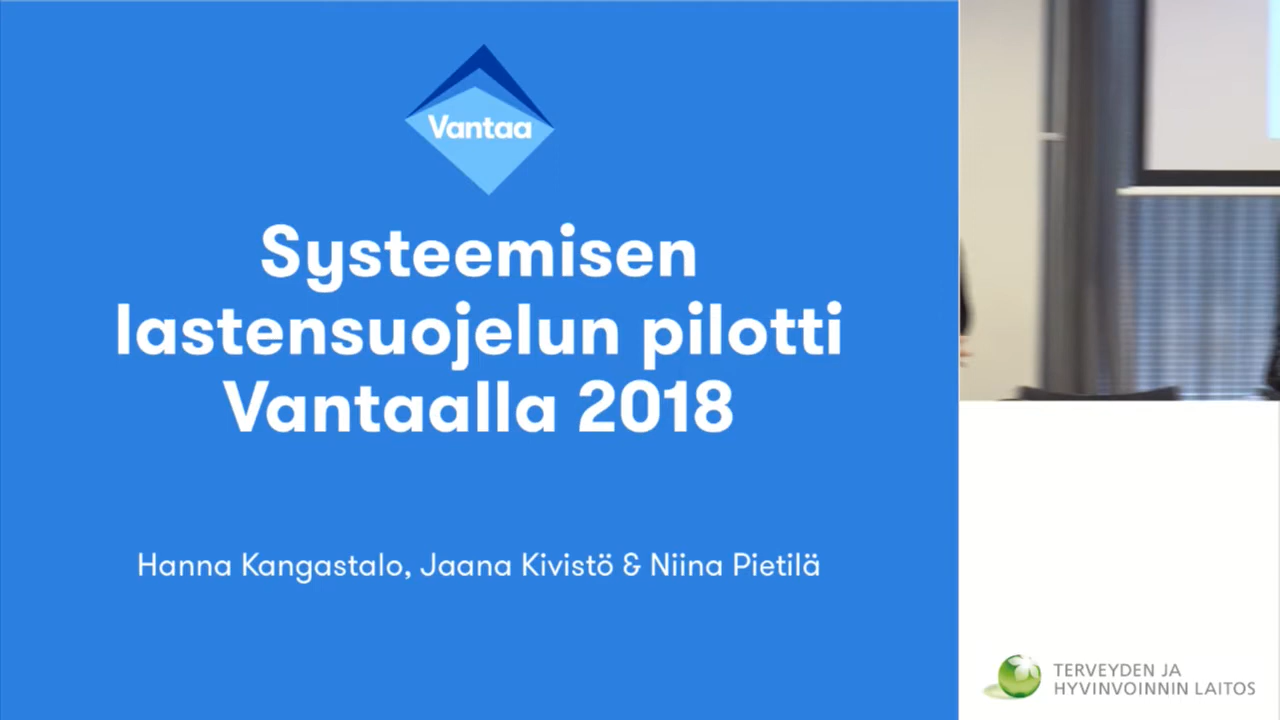 Vantaa
Systeemisen
lastensuojelun pilotti
Vantaalla 2018
Hanna Kangastalo, Jaana Kivistö & Niina Pietilä
TERVEYDEN JA
HYVINVOINNIN LAITOS